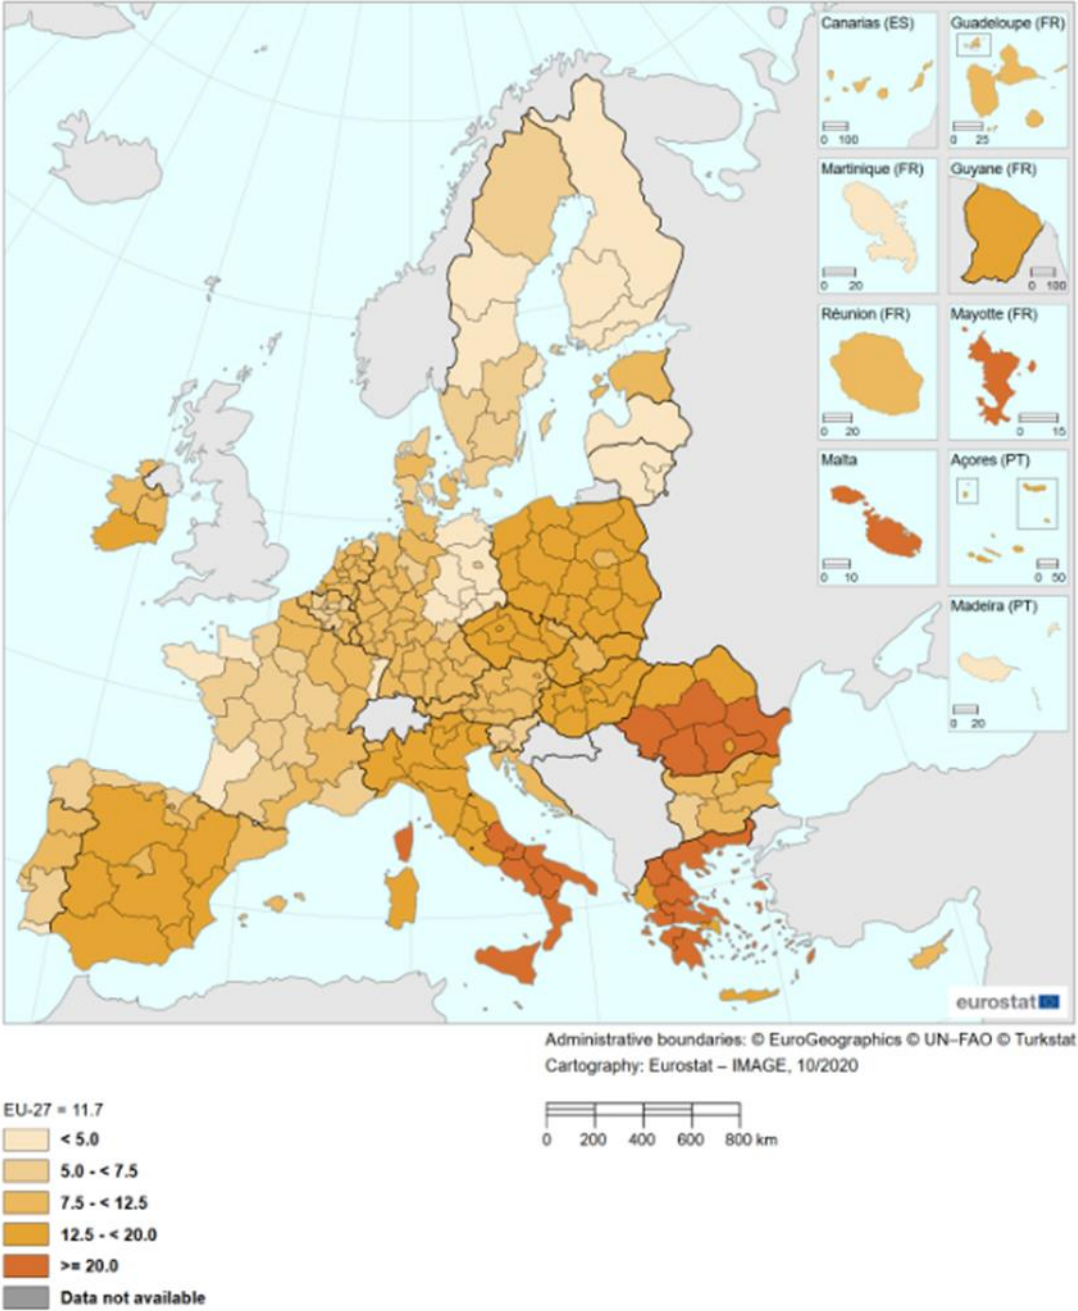 Canarias (ES)
0 100
Guadeloupe (FR)
0 25
Martinique (FR)
0 20
Guyane (FR)
0 100
Réunion (FR)
0 20
Mayotte (FR)
0 15
Malta
0 10
Açores (PT)
0 50
Madeira (PT)
0 20
eurostat
Administrative boundaries: © EuroGeographics © UN–FAO © Turkstat
Cartography: Eurostat – IMAGE, 10/2020
EU-27 = 11.7
< 5.0
5.0 - < 7.5
7.5 - < 12.5
12.5 - < 20.0
>= 20.0
Data not available
0 200 400 600 800 km